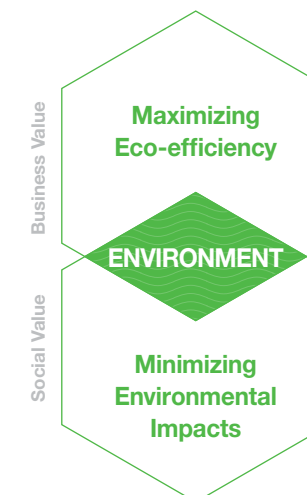 Business Value
Maximizing
Eco-efficiency
ENVIRONMENT
Social Value
Minimizing
Environmental
Impacts